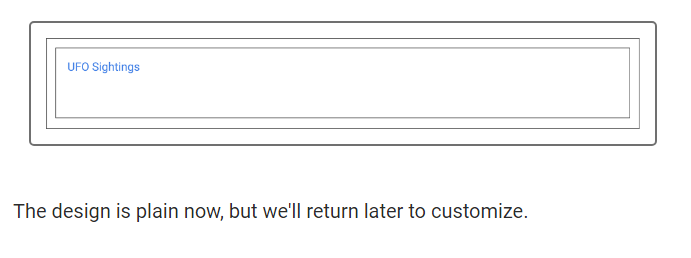 UFO Sightings
The design is plain now, but we'll return later to customize.